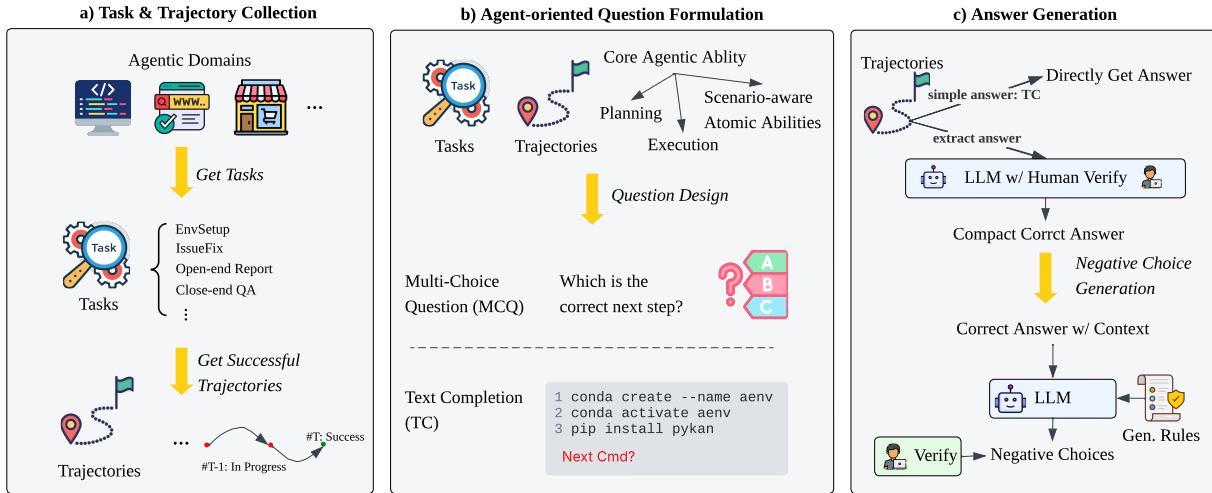 a) Task & Trajectory Collection
Agentic Domains
</>
WWW..
...
Get Tasks
Task
Tasks
EnvSetup
IssueFix
Open-end Report
Close-end QA
...
Get Successful
Trajectories
Trajectories
...
#T: Success
#T-1: In Progress
b) Agent-oriented Question Formulation
Task
Tasks
Trajectories
Core Agentic Ablity
Planning
Execution
Scenario-aware
Atomic Abilities
Question Design
Multi-Choice
Question (MCQ)
Which is the
correct next step?
?
A
B
C
Text Completion
(TC)
1 conda create --name aenv
2 conda activate aenv
3 pip install pykan
Next Cmd?
c) Answer Generation
Trajectories
simple answer: TC
Directly Get Answer
extract answer
LLM w/ Human Verify
Compact Corrct Answer
Negative Choice
Generation
Correct Answer w/ Context
LLM
Gen. Rules
Verify
Negative Choices